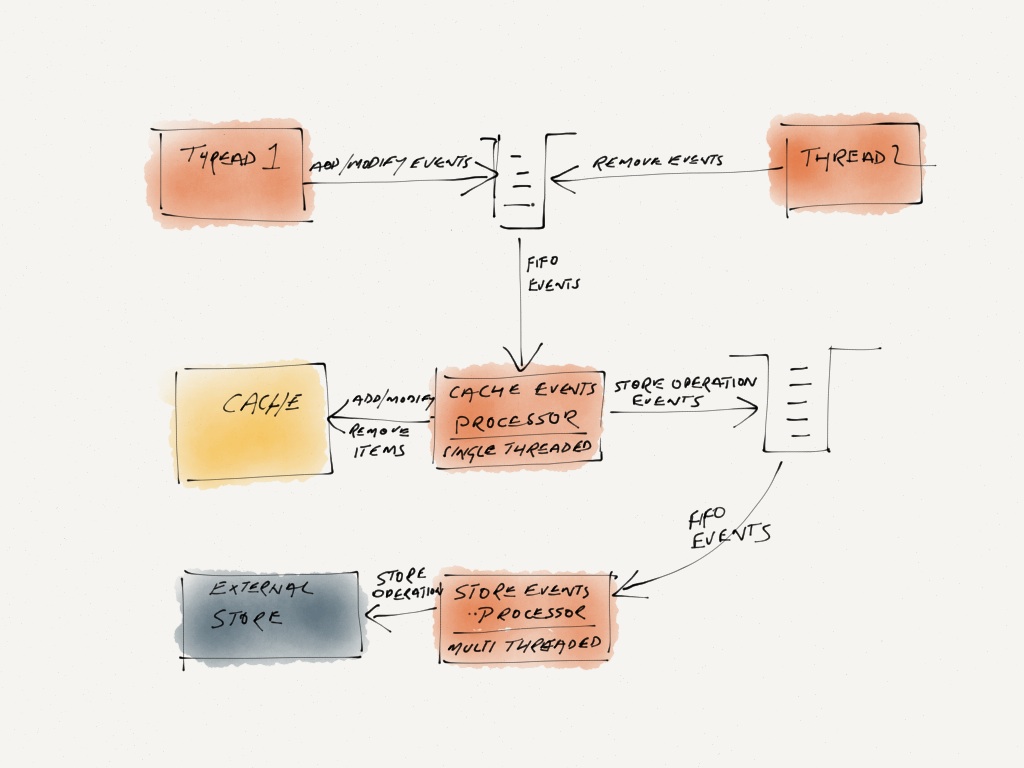 THREAD 1
ADD/MODIFY EVENTS
REMOVE EVENTS
THREAD 2
FIFO
EVENTS
CACHE
ADD/MODIFY
REMOVE
ITEMS
CACHE EVENTS
PROCESSOR
SINGLE THREADED
STORE OPERATION
EVENTS
FIFO
EVENTS
EXTERNAL
STORE
STORE
OPERATION
STORE EVENTS
PROCESSOR
MULTI THREADED